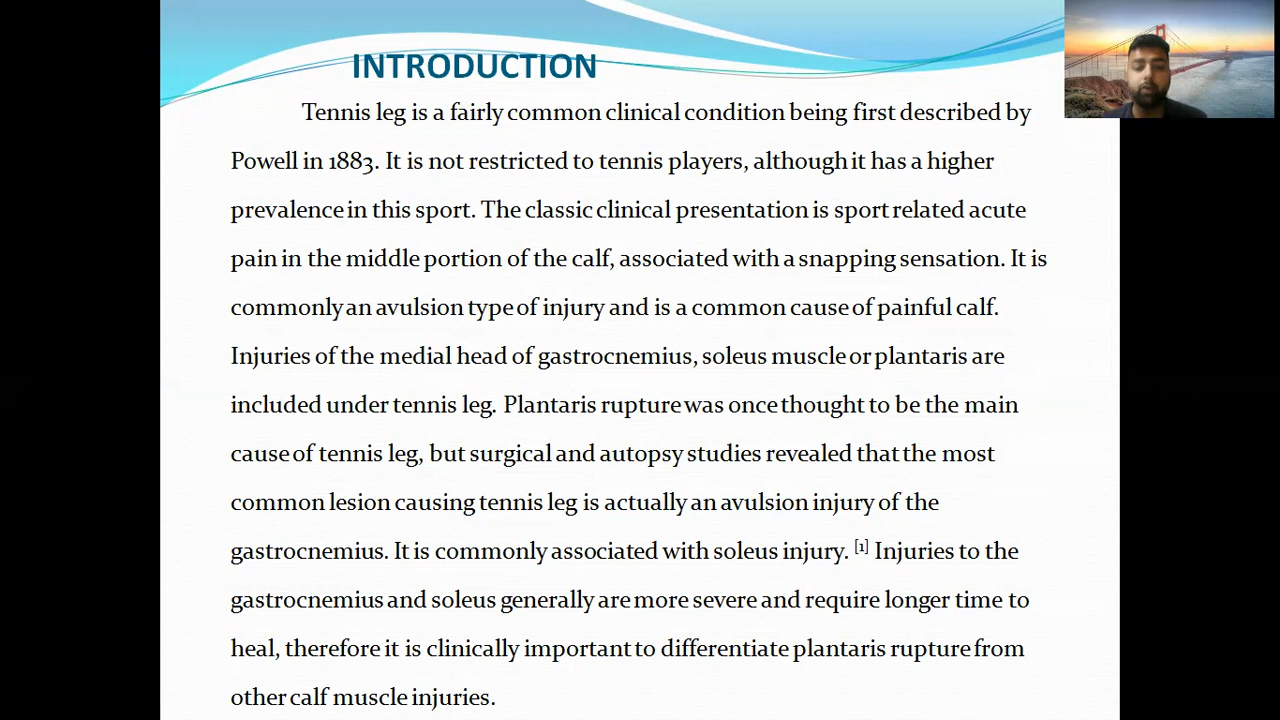 INTRODUCTION
Tennis leg is a fairly common clinical condition being first described by
Powell in 1883. It is not restricted to tennis players, although it has a higher
prevalence in this sport. The classic clinical presentation is sport related acute
pain in the middle portion of the calf, associated with a snapping sensation. It is
commonly an avulsion type of injury and is a common cause of painful calf.
Injuries of the medial head of gastrocnemius, soleus muscle or plantaris are
included under tennis leg. Plantaris rupture was once thought to be the main
cause of tennis leg, but surgical and autopsy studies revealed that the most
common lesion causing tennis leg is actually an avulsion injury of the
gastrocnemius. It is commonly associated with soleus injury. [1] Injuries to the
gastrocnemius and soleus generally are more severe and require longer time to
heal, therefore it is clinically important to differentiate plantaris rupture from
other calf muscle injuries.